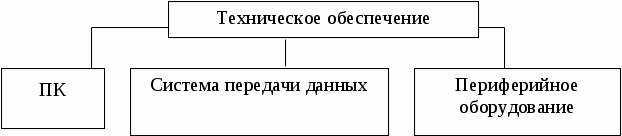 Техническое обеспечение
ПК
Система передачи данных
Периферийное
оборудование